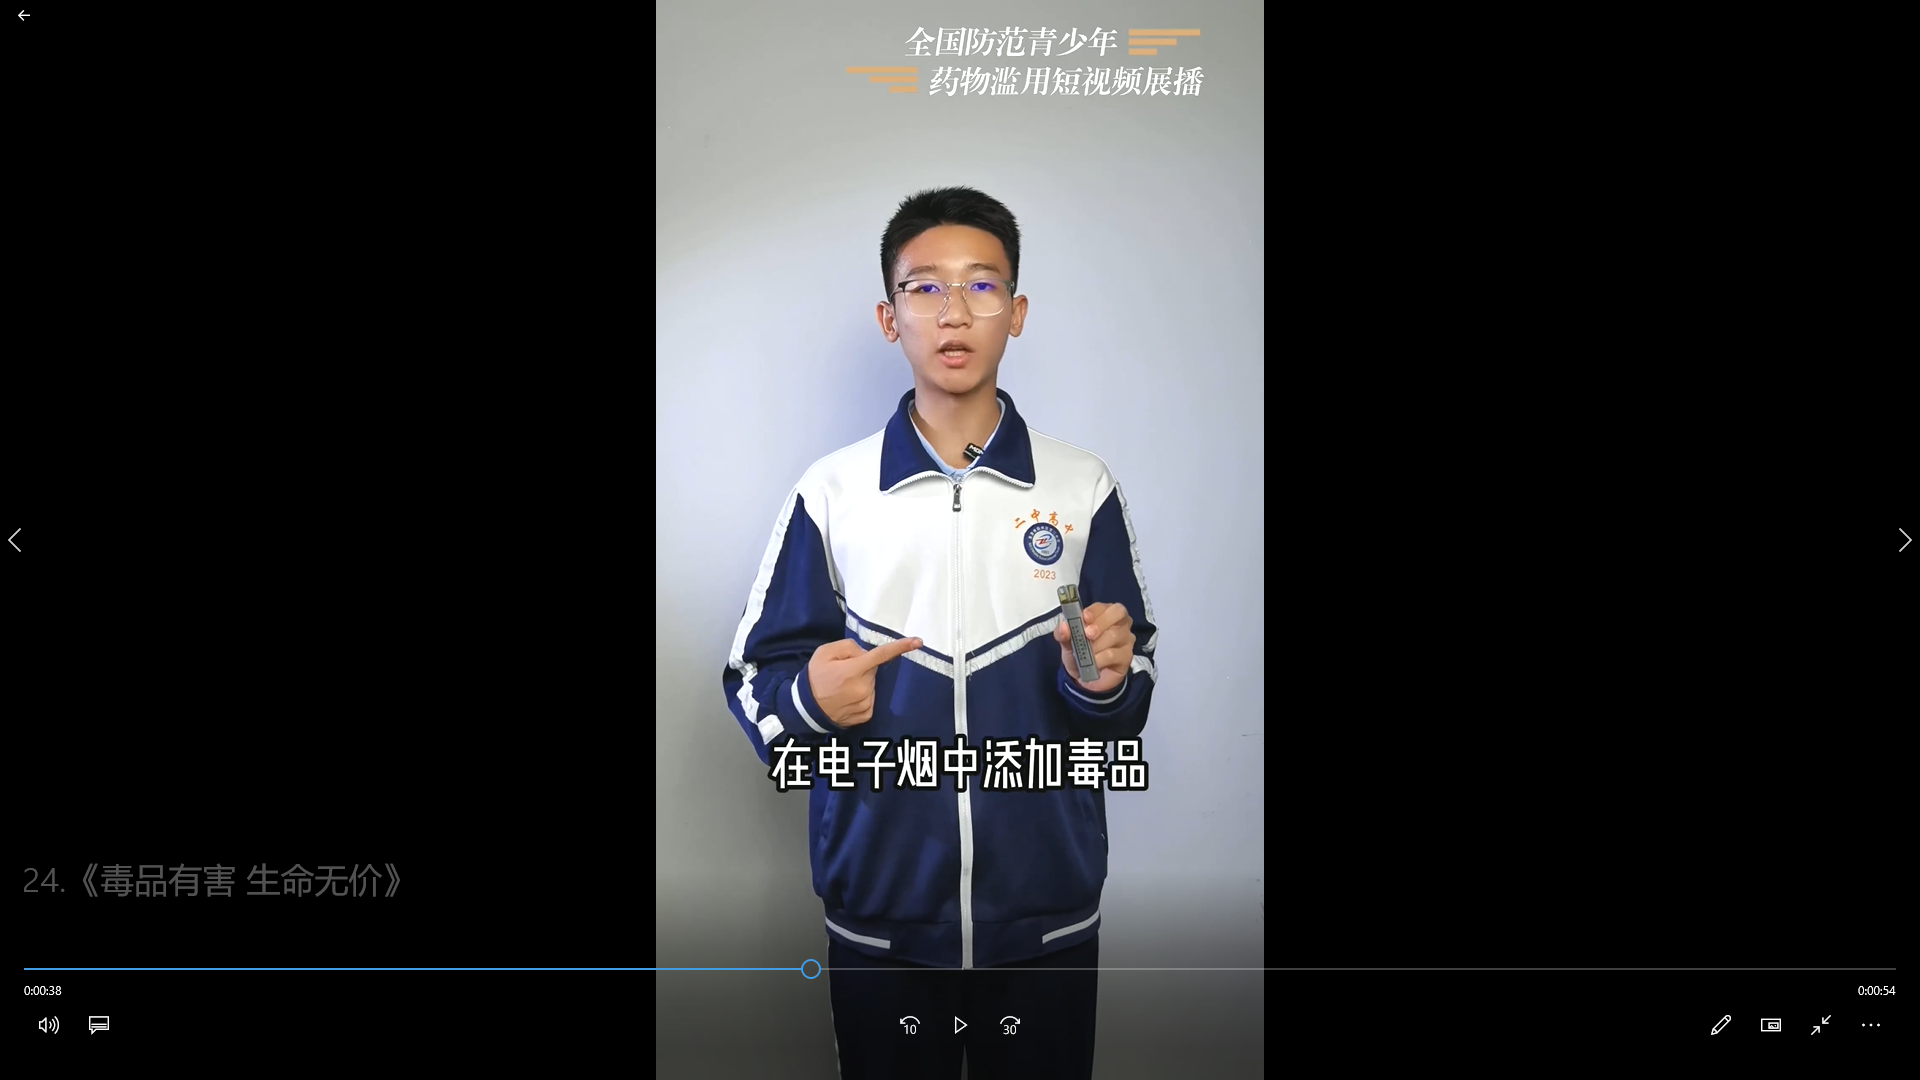 全国防范青少年
药物滥用短视频展播
二中高中
2023
在电子烟中添加毒品
24.《毒品有害 生命无价》
0:00:38
0:00:54
10
30